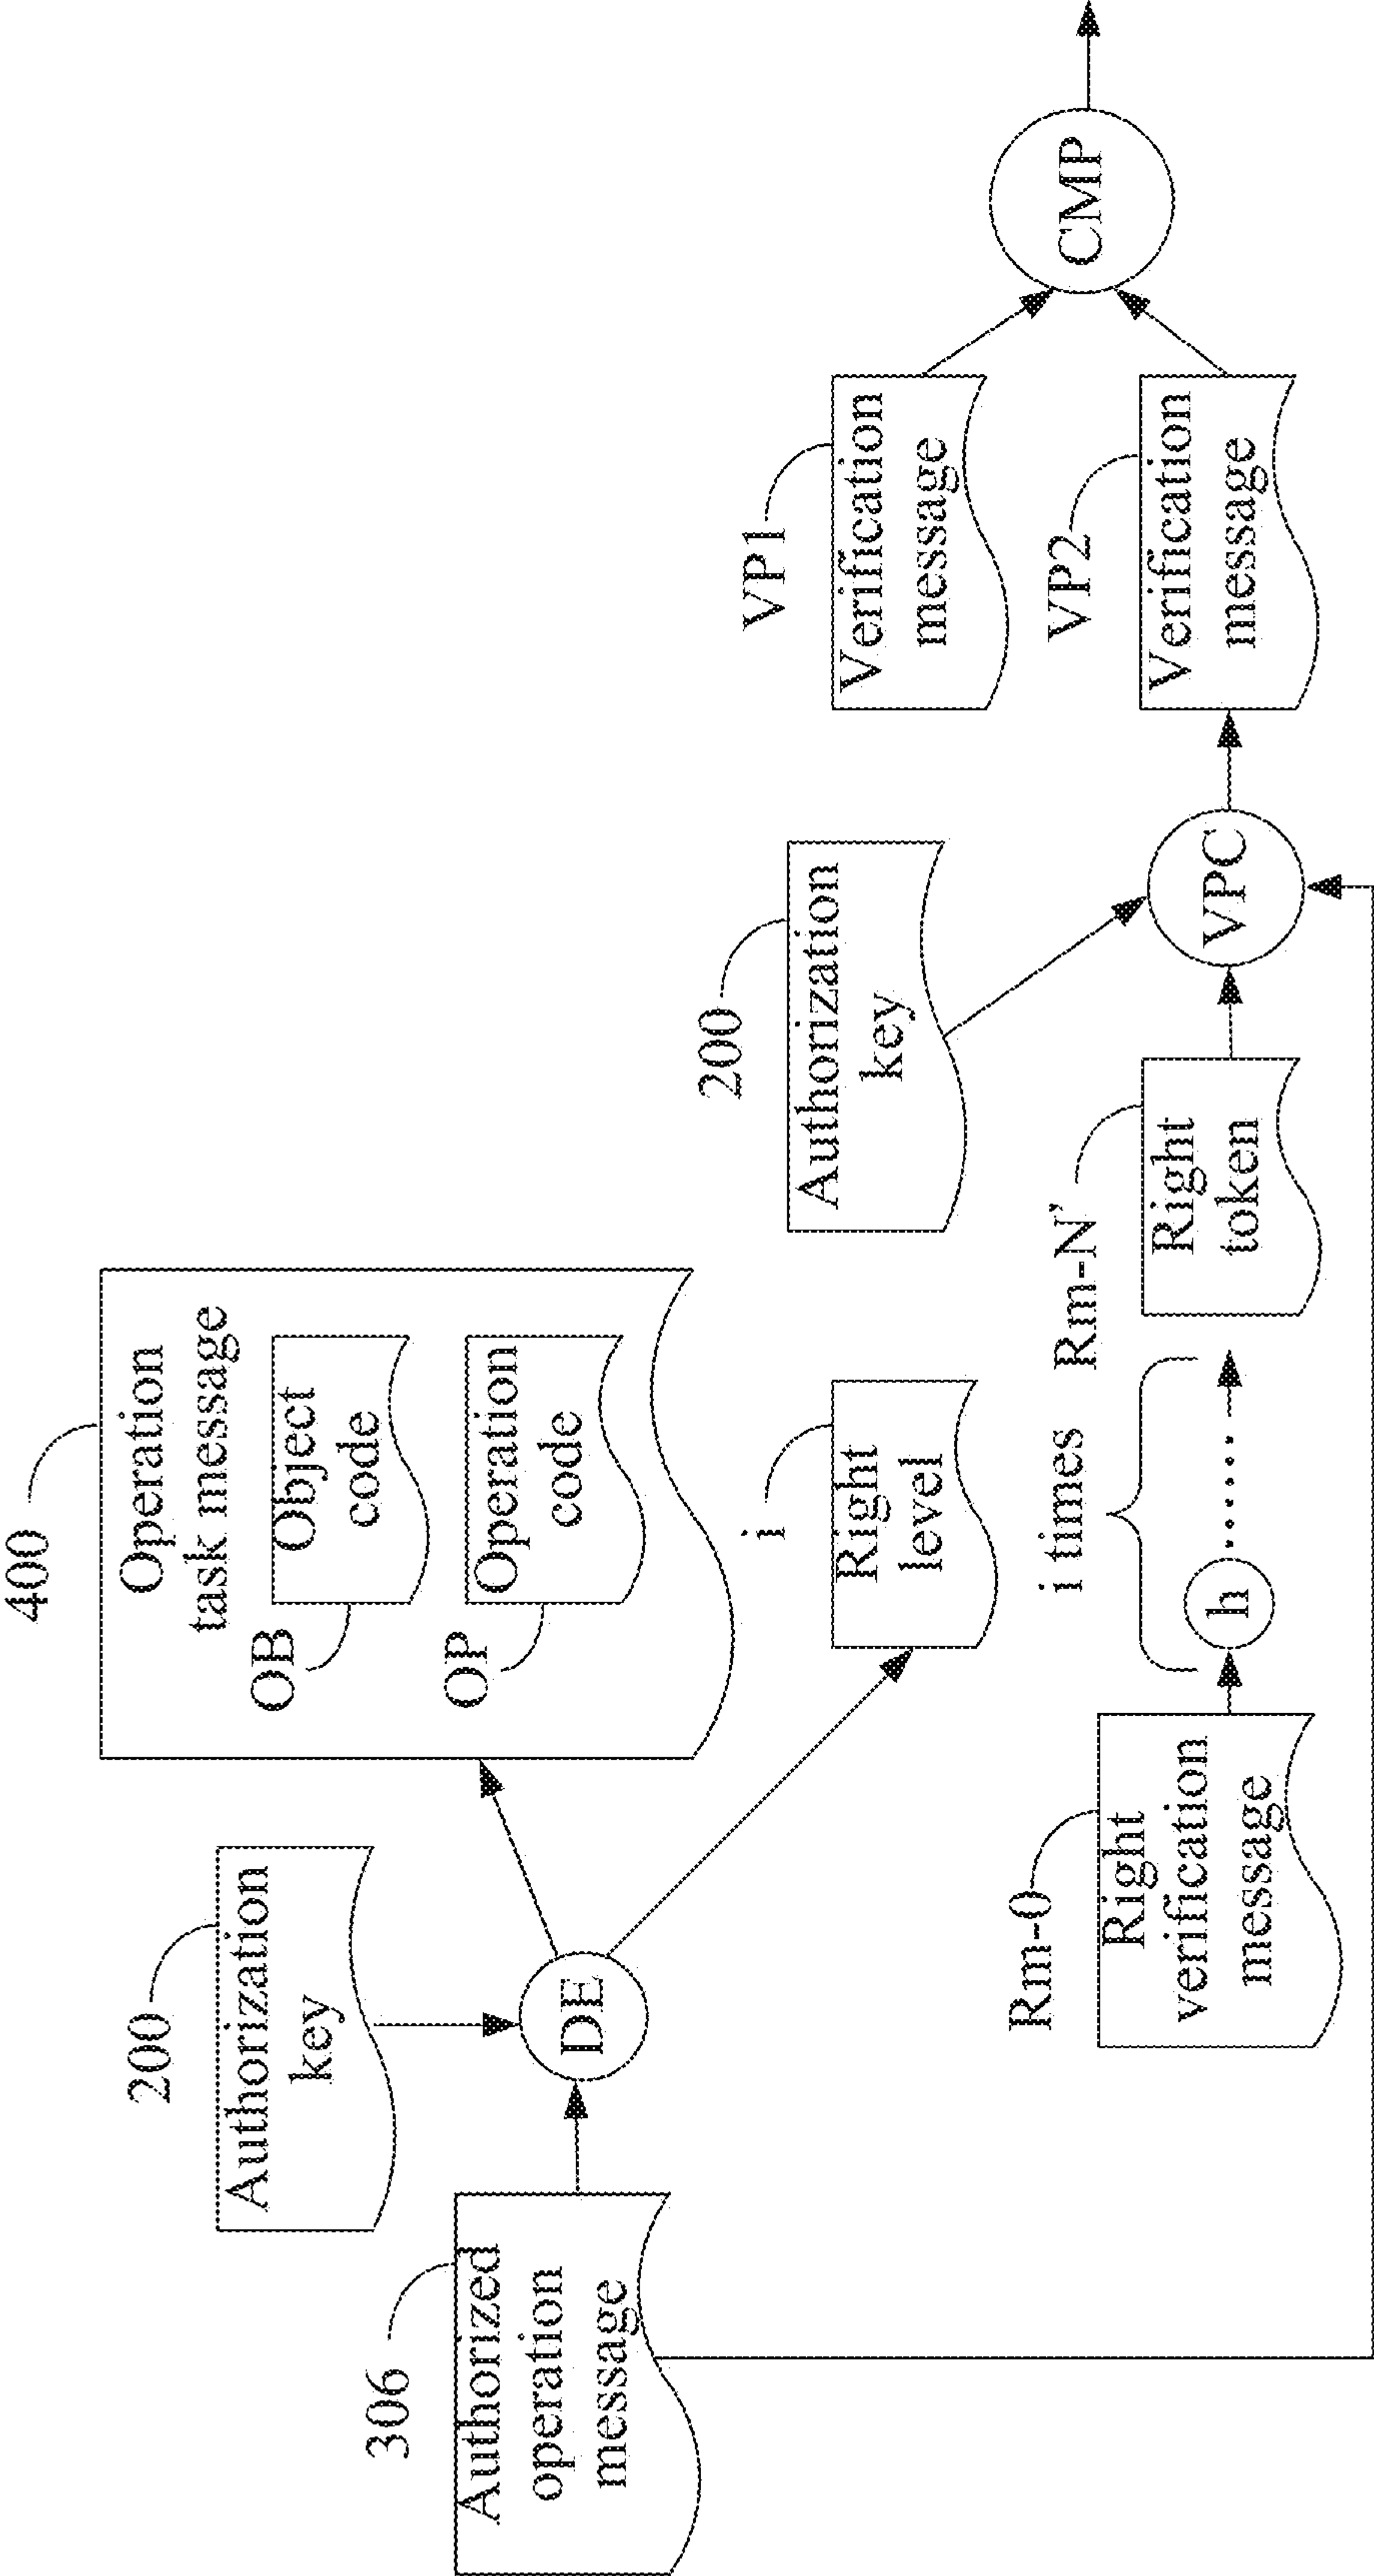 400
Operation
task message
OB
Object
code
OP
Operation
code
200
Authorization
key
306
Authorized
operation
message
DE
i
Right
level
200
Authorization
key
VP1
Verification
message
Rm-0
Right
verification
message
h
i times
Rm-N'
Right
token
VPC
VP2
Verification
message
CMP